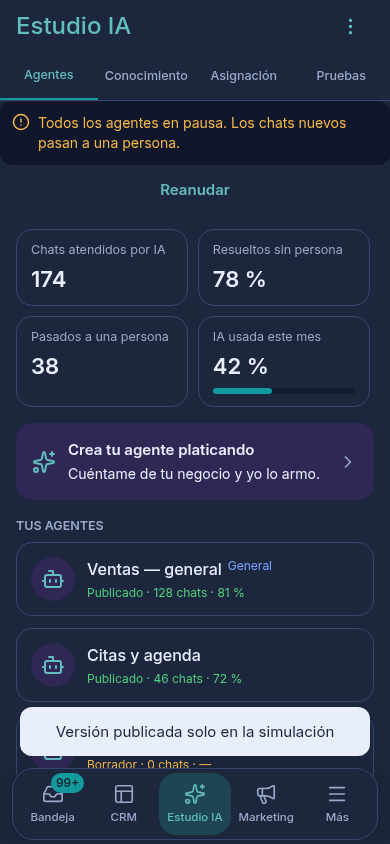 Estudio IA
Agentes
Conocimiento
Asignación
Pruebas
Todos los agentes en pausa. Los chats nuevos
pasan a una persona.
Reanudar
Chats atendidos por IA
174
Resueltos sin persona
78 %
Pasados a una persona
38
IA usada este mes
42 %
Crea tu agente platicando
Cuéntame de tu negocio y yo lo armo.
TUS AGENTES
Ventas — general General
Publicado · 128 chats · 81 %
Citas y agenda
Publicado · 46 chats · 72 %
Versión publicada solo en la simulación
Borrador · 0 chats · —
99+
Bandeja
CRM
Estudio IA
Marketing
Más